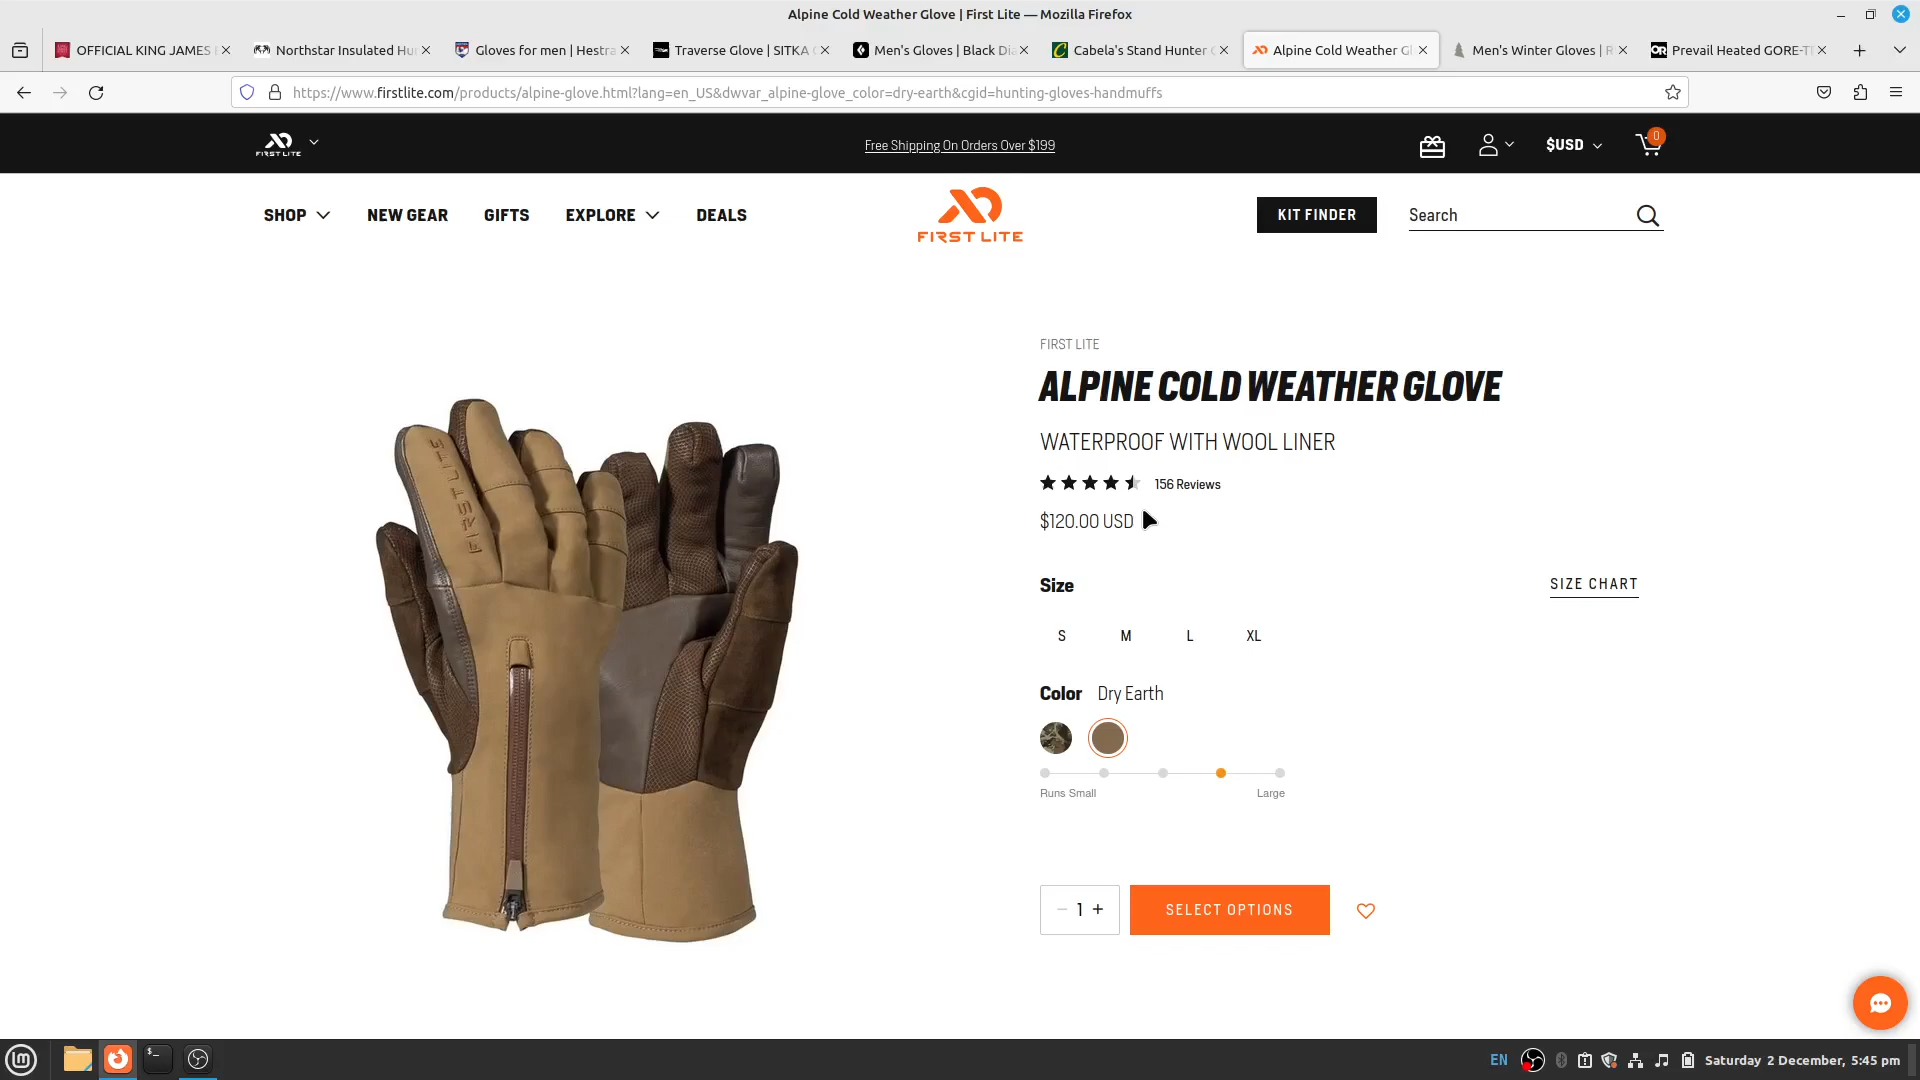 Alpine Cold Weather Glove | First Lite — Mozilla Firefox
OFFICIAL KING JAMES
Northstar Insulated Hu
Gloves for men | Hestra
Traverse Glove | SITKA
Men's Gloves | Black Dia
Cabela's Stand Hunter
Alpine Cold Weather Gl
Men's Winter Gloves | R
Prevail Heated GORE-T
https://www.firstlite.com/products/alpine-glove.html?lang=en_US&dwvar_alpine-glove_color=dry-earth&cgid=hunting-gloves-handmuffs
FIRST LITE
Free Shipping On Orders Over $199
$USD
0
SHOP
NEW GEAR
GIFTS
EXPLORE
DEALS
FIRST LITE
KIT FINDER
Search
FIRST LITE
ALPINE COLD WEATHER GLOVE
WATERPROOF WITH WOOL LINER
156 Reviews
$120.00 USD
Size
SIZE CHART
S
M
L
XL
Color
Dry Earth
Runs Small
Large
− 1 +
SELECT OPTIONS
FIRST LITE
EN
Saturday 2 December, 5:45 pm